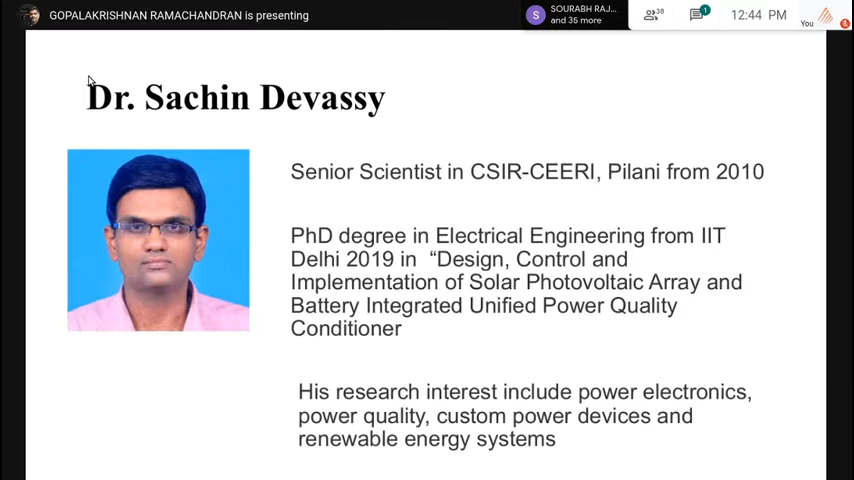 GOPALAKRISHNAN RAMACHANDRAN is presenting
S
SOURABH RAJ...
and 35 more
38
1
12:44 PM
You
Dr. Sachin Devassy
Senior Scientist in CSIR-CEERI, Pilani from 2010
PhD degree in Electrical Engineering from IIT
Delhi 2019 in “Design, Control and
Implementation of Solar Photovoltaic Array and
Battery Integrated Unified Power Quality
Conditioner
His research interest include power electronics,
power quality, custom power devices and
renewable energy systems